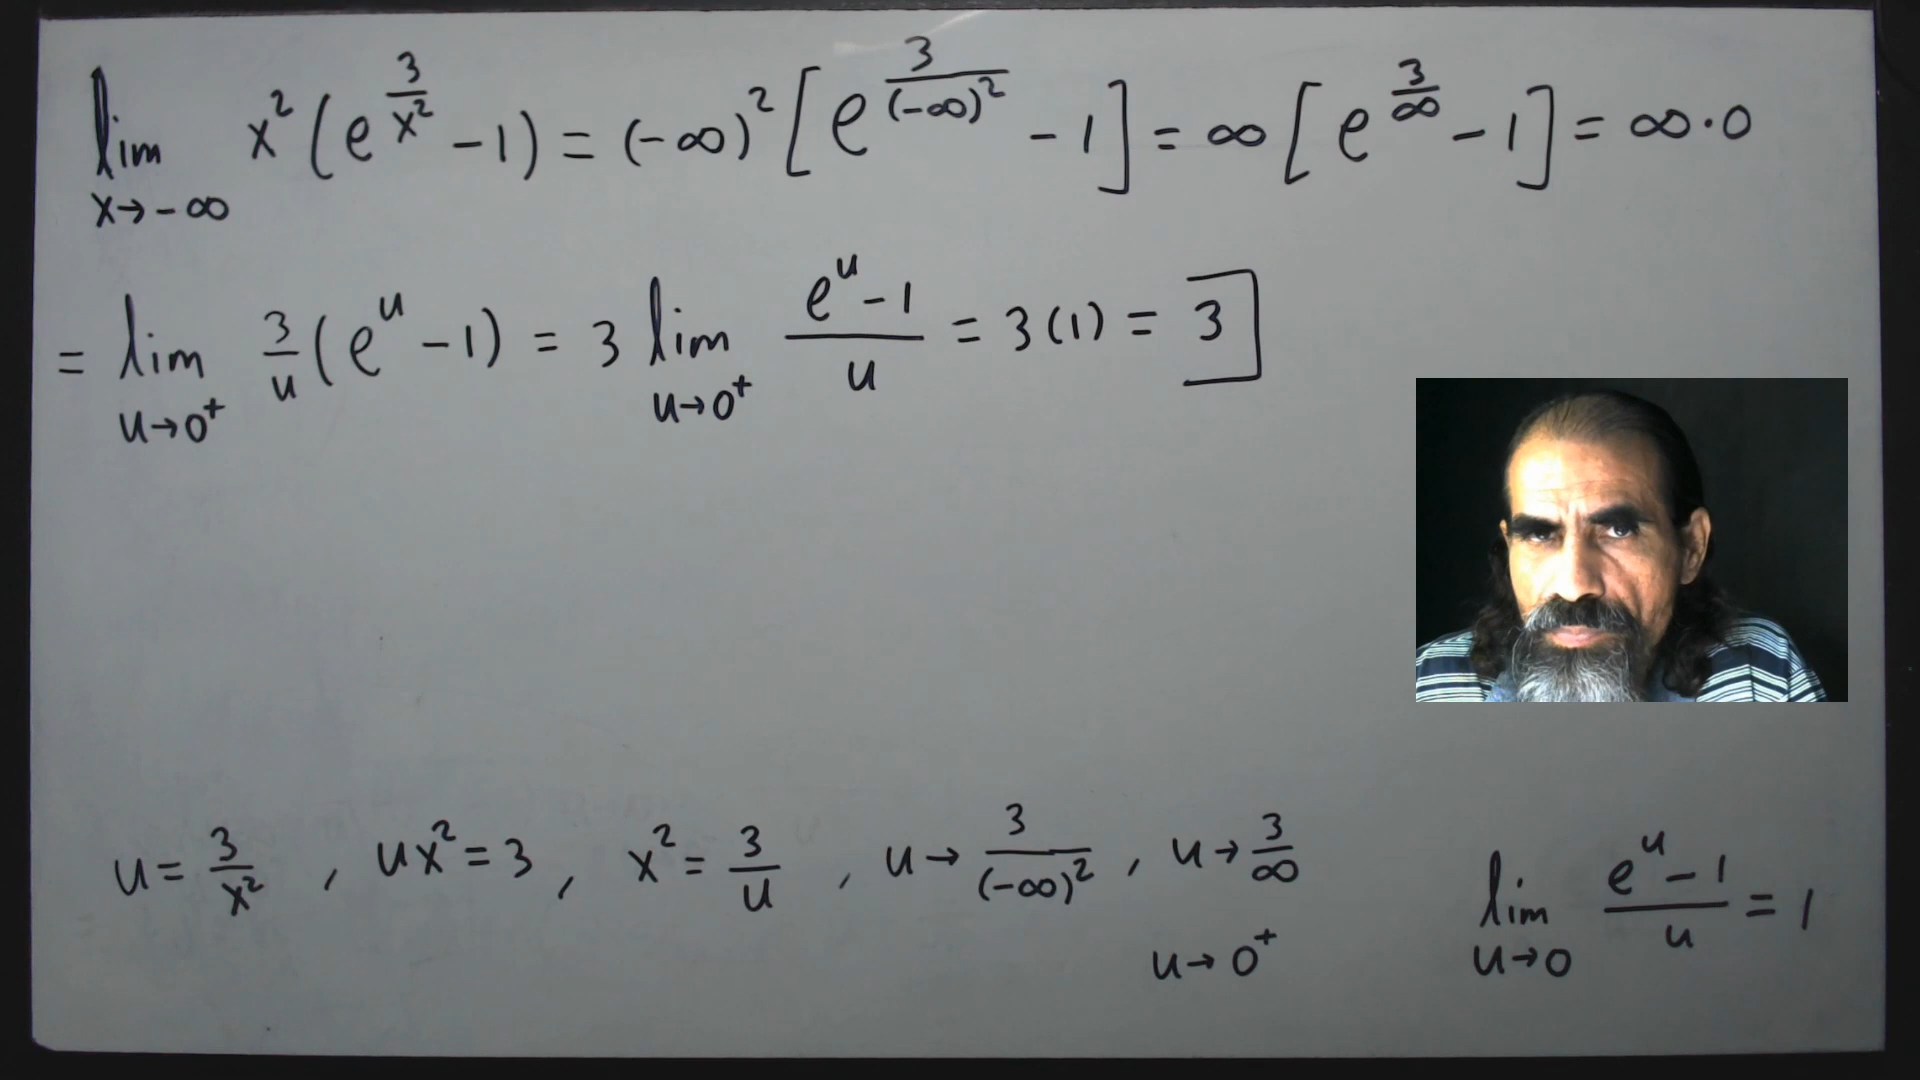 lim x→-∞ x²(e^(3/x²) -1) = (-∞)²[e^(3/(-∞)²) -1] = ∞[e^(3/∞) -1] = ∞·0
= lim u→0⁺ 3/u (e^u -1) = 3 lim u→0⁺ (e^u -1)/u = 3(1) = 3
u = 3/x² , ux² = 3 , x² = 3/u , u→ 3/(-∞)² , u→ 3/∞
u→0⁺
lim u→0 (e^u -1)/u = 1